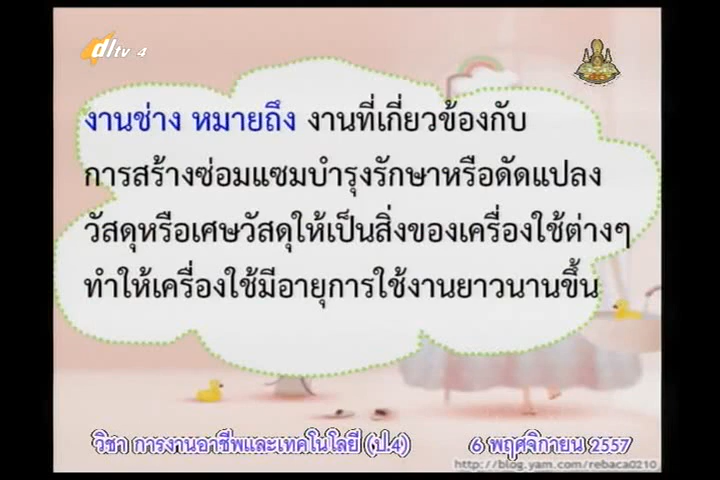 dltv 4
งานช่าง หมายถึง งานที่เกี่ยวข้องกับ
การสร้างซ่อมแซมบำรุงรักษาหรือดัดแปลง
วัสดุหรือเศษวัสดุให้เป็นสิ่งของเครื่องใช้ต่างๆ
ทำให้เครื่องใช้มีอายุการใช้งานยาวนานขึ้น
วิชา การงานอาชีพและเทคโนโลยี (ป.4) 6 พฤศจิกายน 2557
http://blog.yam.com/rebaca0210